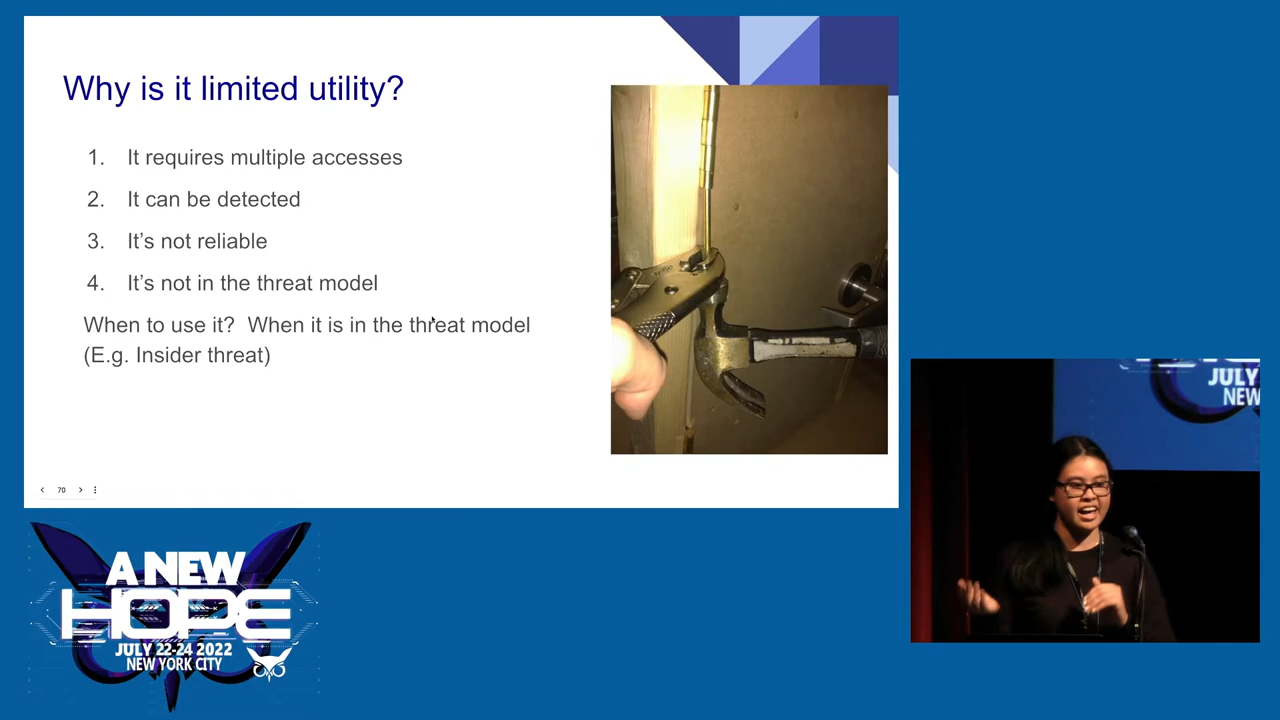 Why is it limited utility?
1. It requires multiple accesses
2. It can be detected
3. It’s not reliable
4. It’s not in the threat model
When to use it?  When it is in the threat model
(E.g. Insider threat)
70
A NEW
HOPE
JULY 22-24 2022
NEW YORK CITY
JULY
NEW